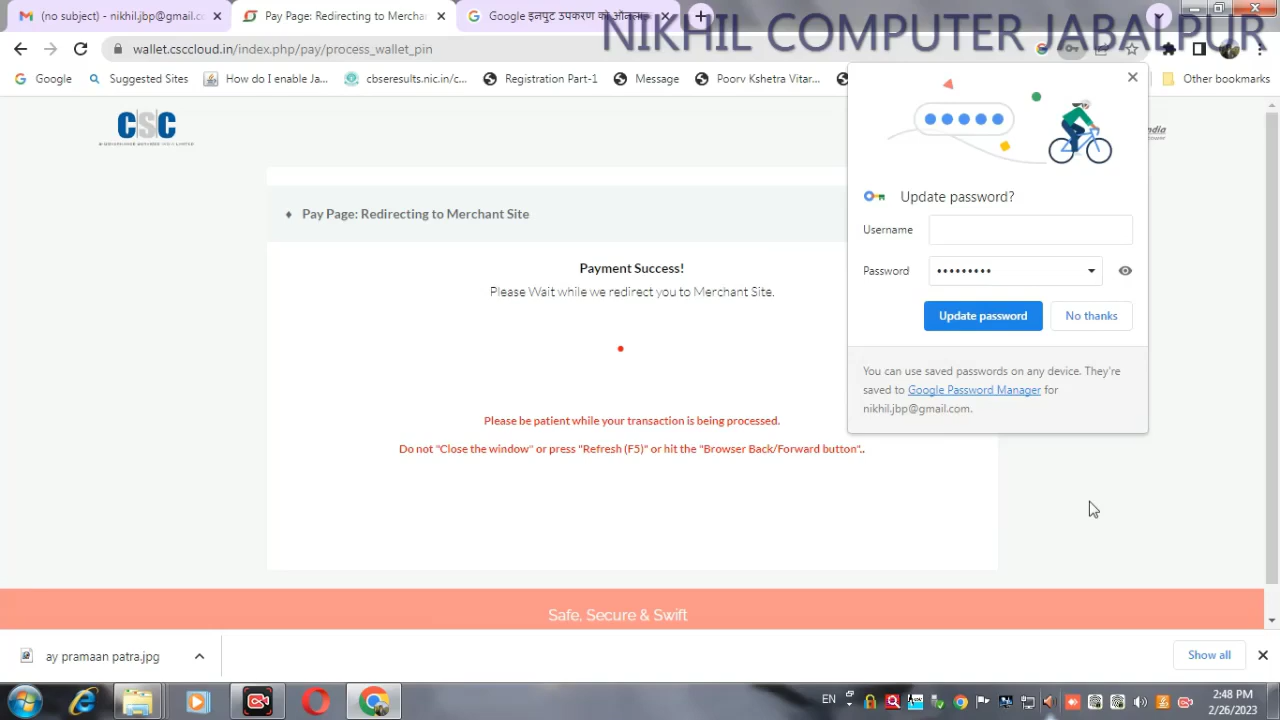 (no subject) - nikhil.jbp@gmail.co
Pay Page: Redirecting to Mercha
Google इनपुट उपकरण को ऑनला
NIKHIL COMPUTER JABALPUR
wallet.csccloud.in/index.php/pay/process_wallet_pin
Google
Suggested Sites
How do I enable Ja...
cbseresults.nic.in/c...
Registration Part-1
Message
Poorv Kshetra Vitar...
Other bookmarks
CSC
Pay Page: Redirecting to Merchant Site
Payment Success!
Please Wait while we redirect you to Merchant Site.
Please be patient while your transaction is being processed.
Do not "Close the window" or press "Refresh (F5)" or hit the "Browser Back/Forward button"..
Update password?
Username
Password
•••••••••
Update password
No thanks
You can use saved passwords on any device. They're
saved to Google Password Manager for
nikhil.jbp@gmail.com.
Safe, Secure & Swift
ay pramaan patra.jpg
Show all
EN
2:48 PM
2/26/2023